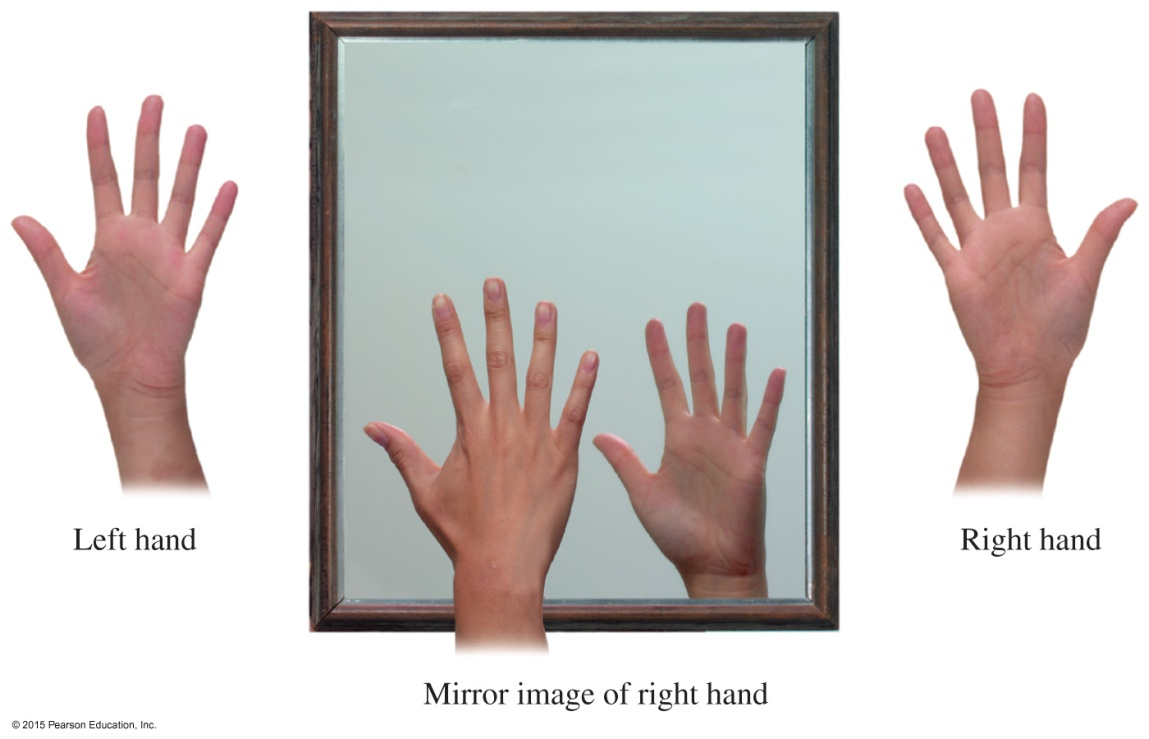 Left hand
Right hand
Mirror image of right hand
© 2015 Pearson Education, Inc.